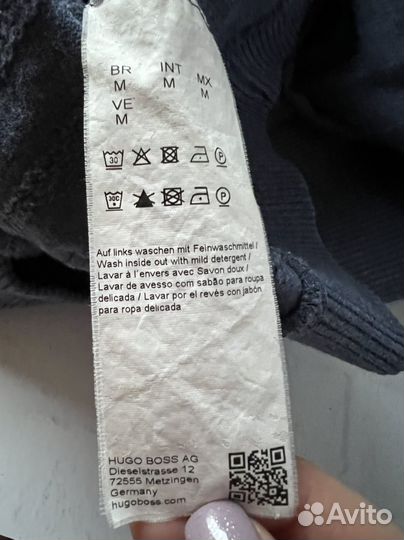 BR INT MX
M M M
VE
M
30 P
30C P
Auf links waschen mit Feinwaschmittel /
Wash inside out with mild detergent /
Lavar à l'envers avec Savon doux /
Lavar de avesso com sabão para roupa
delicada / Lavar por el revés con jabón
para ropa delicada
HUGO BOSS AG
Dieselstrasse 12
72555 Metzingen
Germany
hugoboss.com
Avito